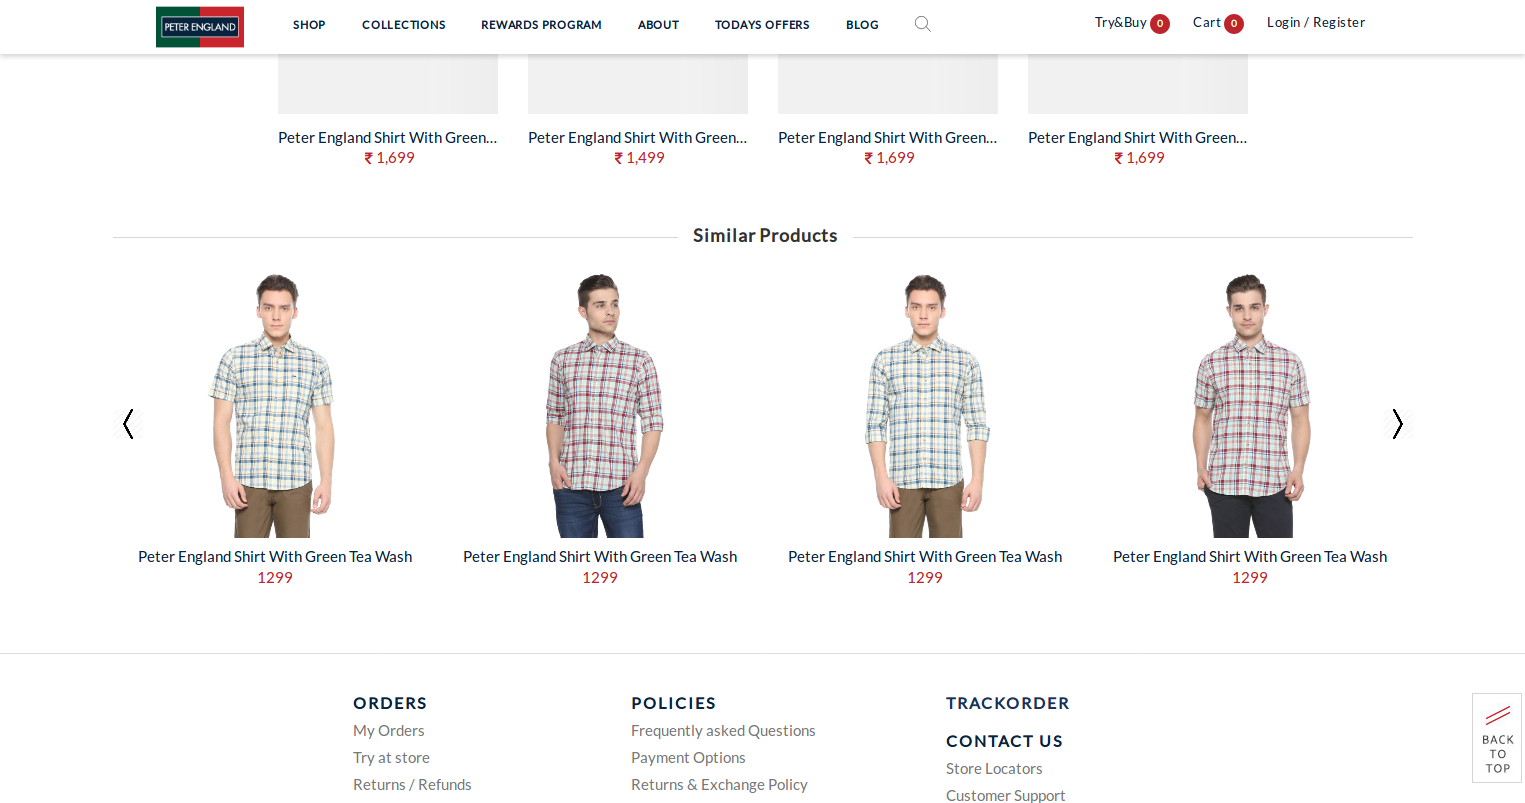 PETER ENGLAND
SHOP COLLECTIONS REWARDS PROGRAM ABOUT TODAYS OFFERS BLOG
Try&Buy 0 Cart 0 Login / Register
Peter England Shirt With Green...
₹ 1,699
Peter England Shirt With Green...
₹ 1,499
Peter England Shirt With Green...
₹ 1,699
Peter England Shirt With Green...
₹ 1,699
Similar Products
Peter England Shirt With Green Tea Wash
1299
Peter England Shirt With Green Tea Wash
1299
Peter England Shirt With Green Tea Wash
1299
Peter England Shirt With Green Tea Wash
1299
ORDERS
My Orders
Try at store
Returns / Refunds
POLICIES
Frequently asked Questions
Payment Options
Returns & Exchange Policy
TRACKORDER
CONTACT US
Store Locators
Customer Support
BACK
TO
TOP